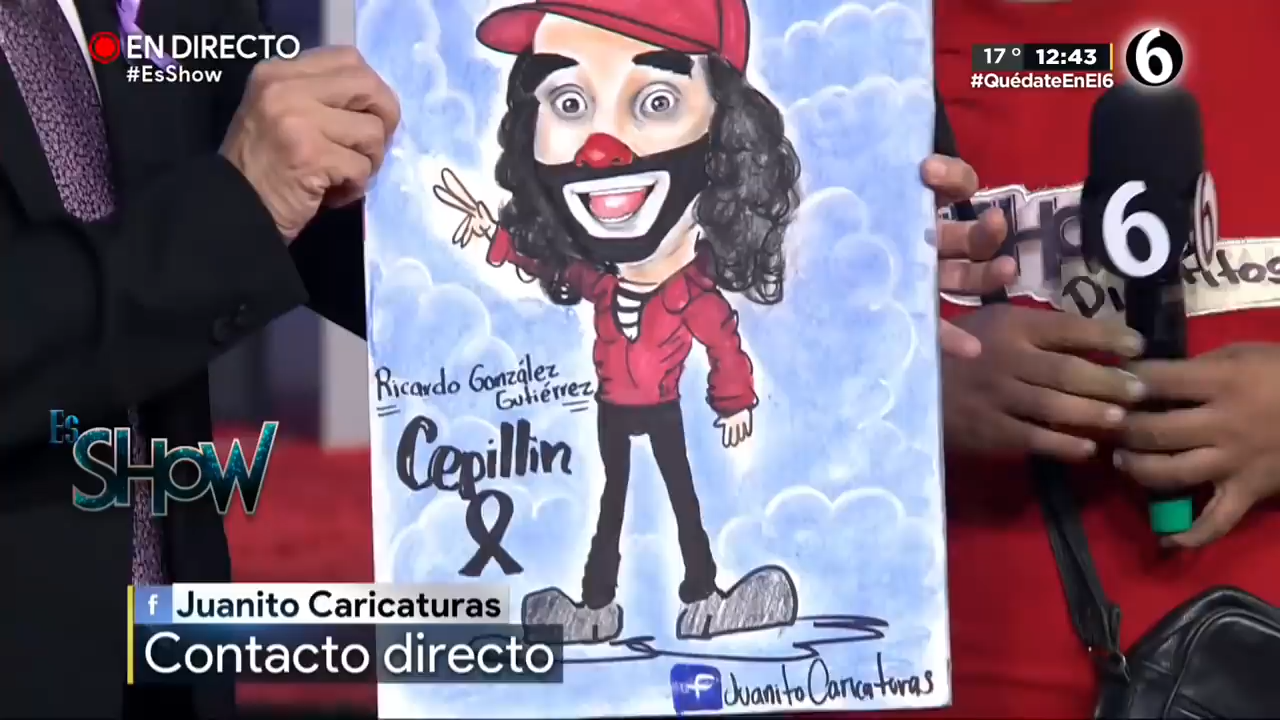 EN DIRECTO
#EsShow
17 ° 12:43
#QuédateEnEl6
6
6
Ricardo González
Gutiérrez
Cepillin
Es
SHOW
f Juanito Caricaturas
Contacto directo
f Juanito Caricaturas